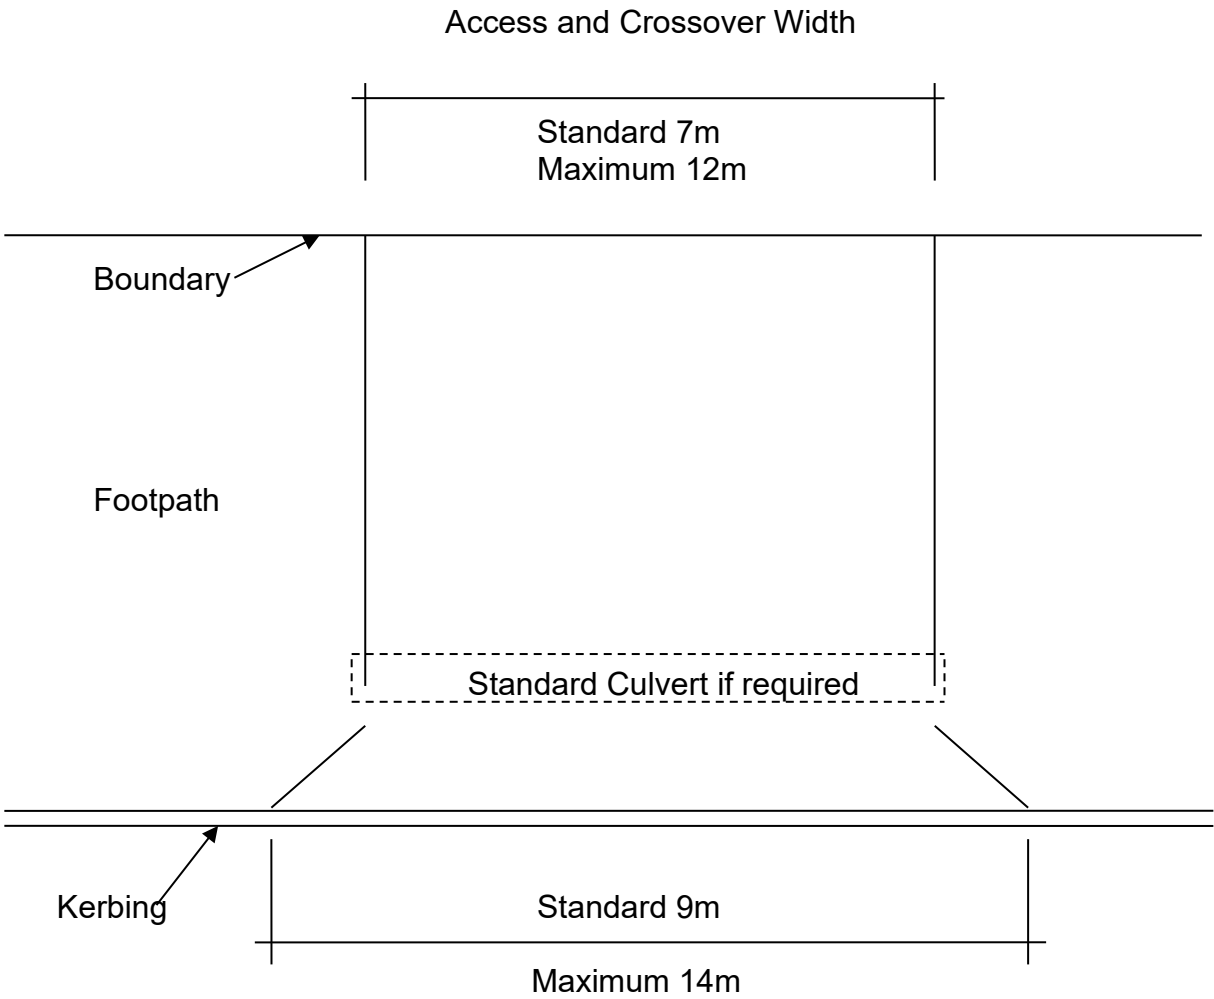 Access and Crossover Width
Standard 7m
Maximum 12m
Boundary
Footpath
Standard Culvert if required
Kerbing
Standard 9m
Maximum 14m